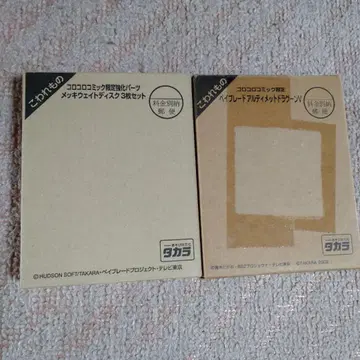 こわれもの
コロコロコミック限定強化パーツ
メッキウェイトディスク 3枚セット
料金別納
郵便
タカラ
©HUDSON SOFT/TAKARA・ベイブレードプロジェクト・テレビ東京
こわれもの
コロコロコミック限定
ベイブレード アルティメットドラグーンV
料金別納
郵便
タカラ